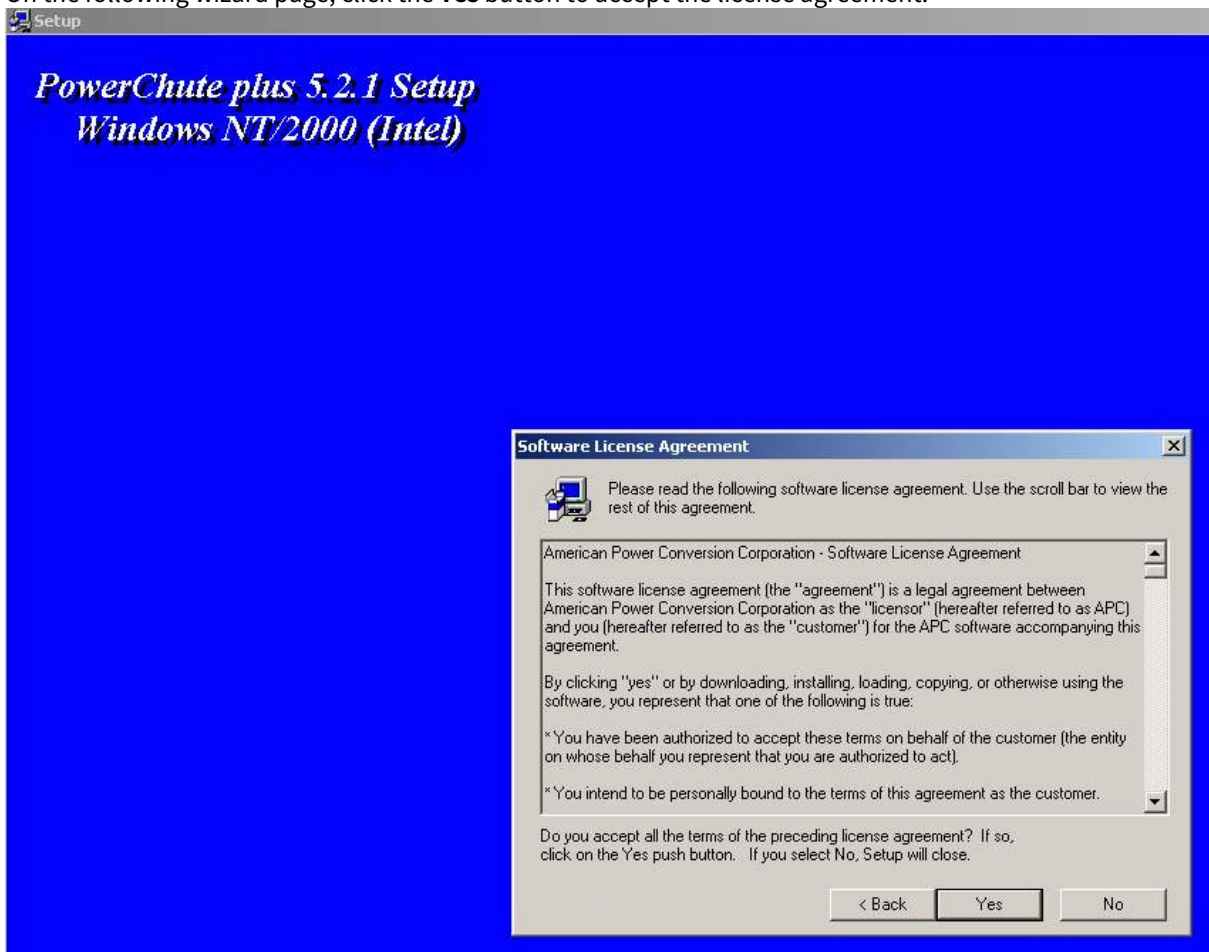 On the following wizard page, click the Yes button to accept the license agreement.
Setup
PowerChute plus 5.2.1 Setup
Windows NT/2000 (Intel)
Software License Agreement
Please read the following software license agreement. Use the scroll bar to view the
rest of this agreement.
American Power Conversion Corporation - Software License Agreement
This software license agreement (the "agreement") is a legal agreement between
American Power Conversion Corporation as the "licensor" (hereafter referred to as APC)
and you (hereafter referred to as the "customer") for the APC software accompanying this
agreement.
By clicking "yes" or by downloading, installing, loading, copying, or otherwise using the
software, you represent that one of the following is true:
* You have been authorized to accept these terms on behalf of the customer (the entity
on whose behalf you represent that you are authorized to act).
* You intend to be personally bound to the terms of this agreement as the customer.
Do you accept all the terms of the preceding license agreement? If so,
click on the Yes push button. If you select No, Setup will close.
< Back Yes No